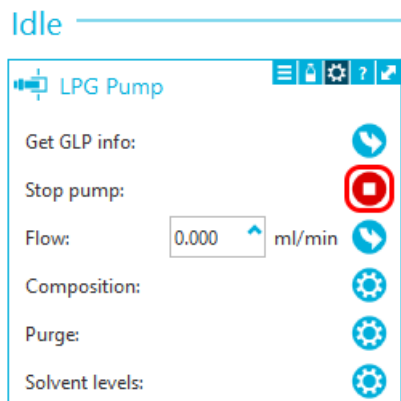 Idle
LPG Pump ?
Get GLP info:
Stop pump:
Flow: 0.000 ml/min
Composition:
Purge:
Solvent levels: